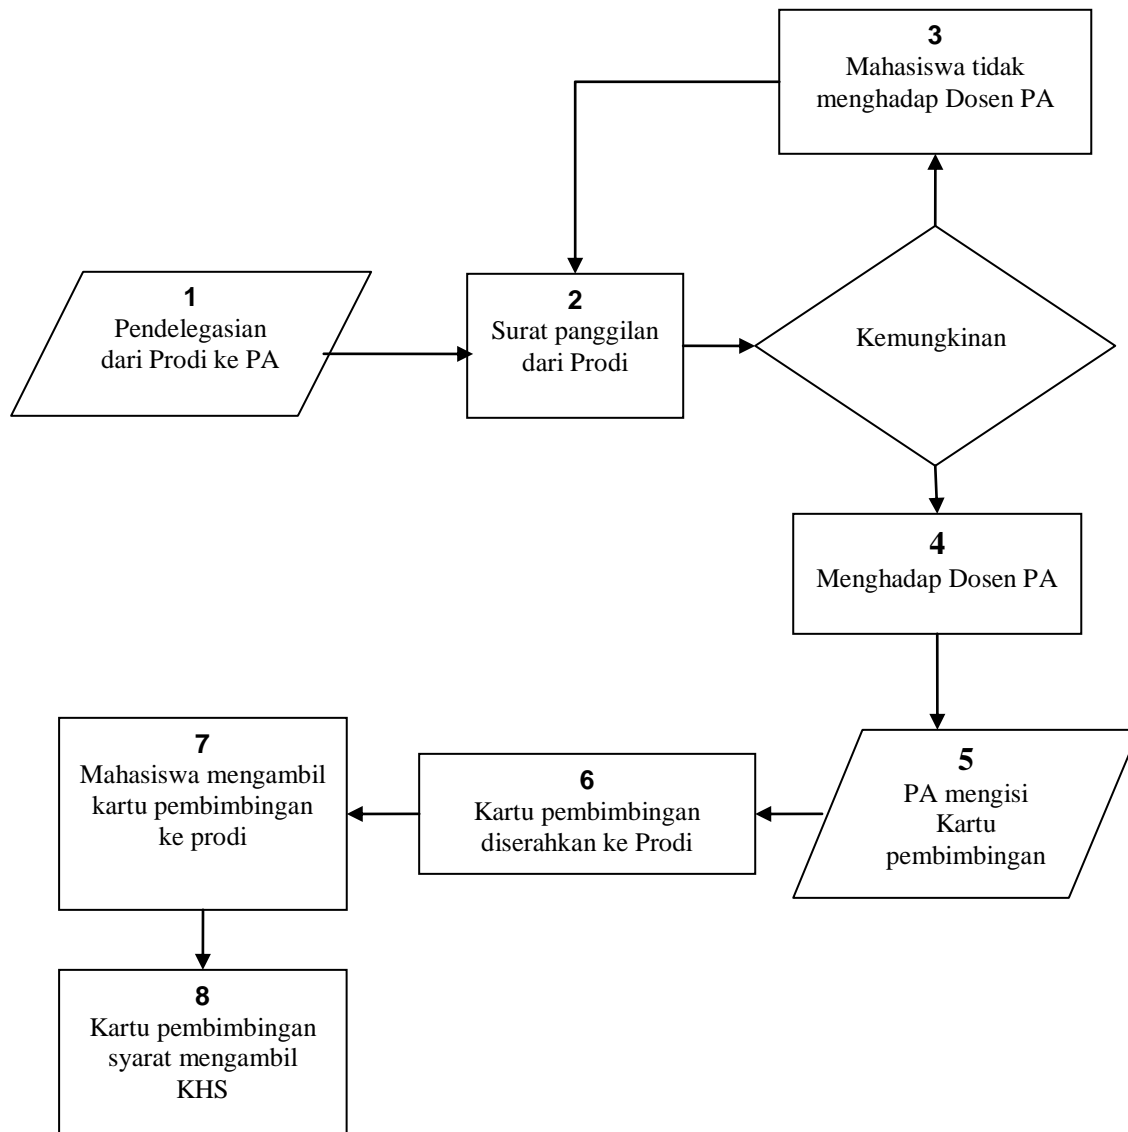 3
Mahasiswa tidak
menghadap Dosen PA
1
Pendelegasian
dari Prodi ke PA
2
Surat panggilan
dari Prodi
Kemungkinan
4
Menghadap Dosen PA
5
PA mengisi
Kartu
pembimbingan
6
Kartu pembimbingan
diserahkan ke Prodi
7
Mahasiswa mengambil
kartu pembimbingan
ke prodi
8
Kartu pembimbingan
syarat mengambil
KHS